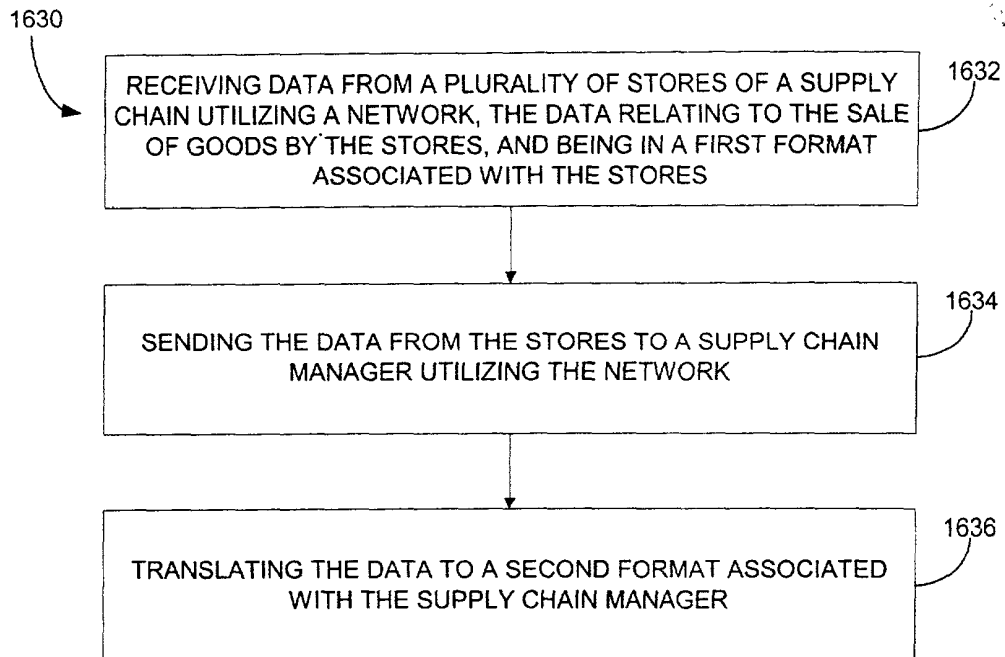 1630
RECEIVING DATA FROM A PLURALITY OF STORES OF A SUPPLY
CHAIN UTILIZING A NETWORK, THE DATA RELATING TO THE SALE
OF GOODS BY THE STORES, AND BEING IN A FIRST FORMAT
ASSOCIATED WITH THE STORES
1632
SENDING THE DATA FROM THE STORES TO A SUPPLY CHAIN
MANAGER UTILIZING THE NETWORK
1634
TRANSLATING THE DATA TO A SECOND FORMAT ASSOCIATED
WITH THE SUPPLY CHAIN MANAGER
1636